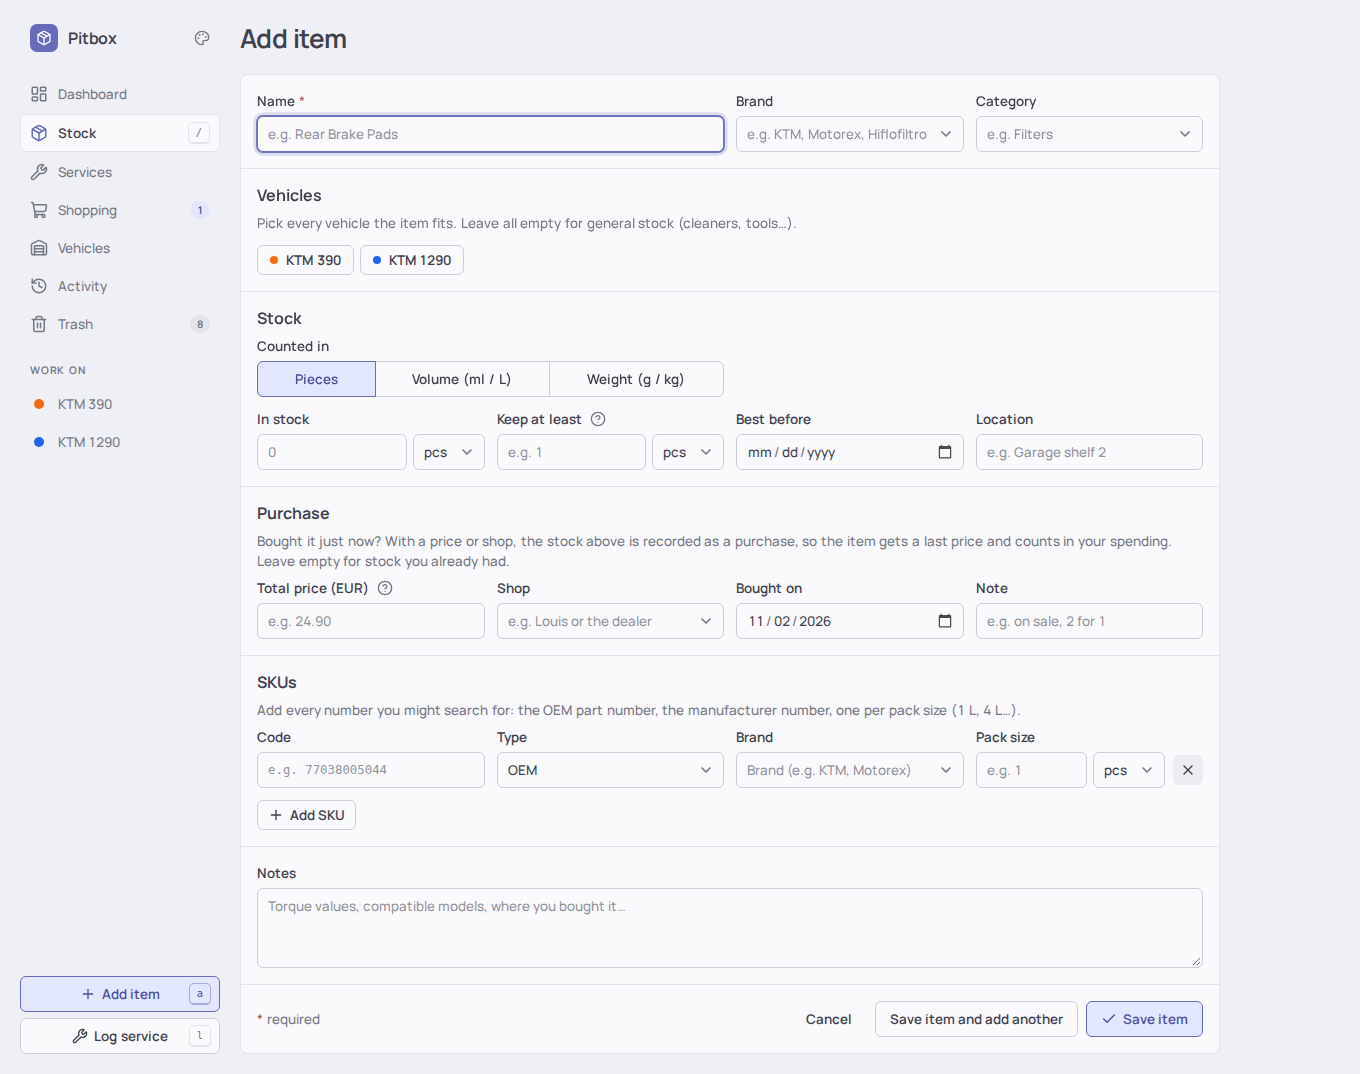 Pitbox
Dashboard
Stock /
Services
Shopping 1
Vehicles
Activity
Trash 8
WORK ON
KTM 390
KTM 1290
+ Add item a
Log service l
Add item
Name * Brand Category
e.g. Rear Brake Pads e.g. KTM, Motorex, Hiflofiltro e.g. Filters
Vehicles
Pick every vehicle the item fits. Leave all empty for general stock (cleaners, tools…).
KTM 390 KTM 1290
Stock
Counted in
Pieces Volume (ml / L) Weight (g / kg)
In stock Keep at least ? Best before Location
0 pcs e.g. 1 pcs mm/dd/yyyy e.g. Garage shelf 2
Purchase
Bought it just now? With a price or shop, the stock above is recorded as a purchase, so the item gets a last price and counts in your spending.
Leave empty for stock you already had.
Total price (EUR) ? Shop Bought on Note
e.g. 24.90 e.g. Louis or the dealer 11/02/2026 e.g. on sale, 2 for 1
SKUs
Add every number you might search for: the OEM part number, the manufacturer number, one per pack size (1 L, 4 L…).
Code Type Brand Pack size
e.g. 77038005044 OEM Brand (e.g. KTM, Motorex) e.g. 1 pcs
+ Add SKU
Notes
Torque values, compatible models, where you bought it…
* required Cancel Save item and add another Save item